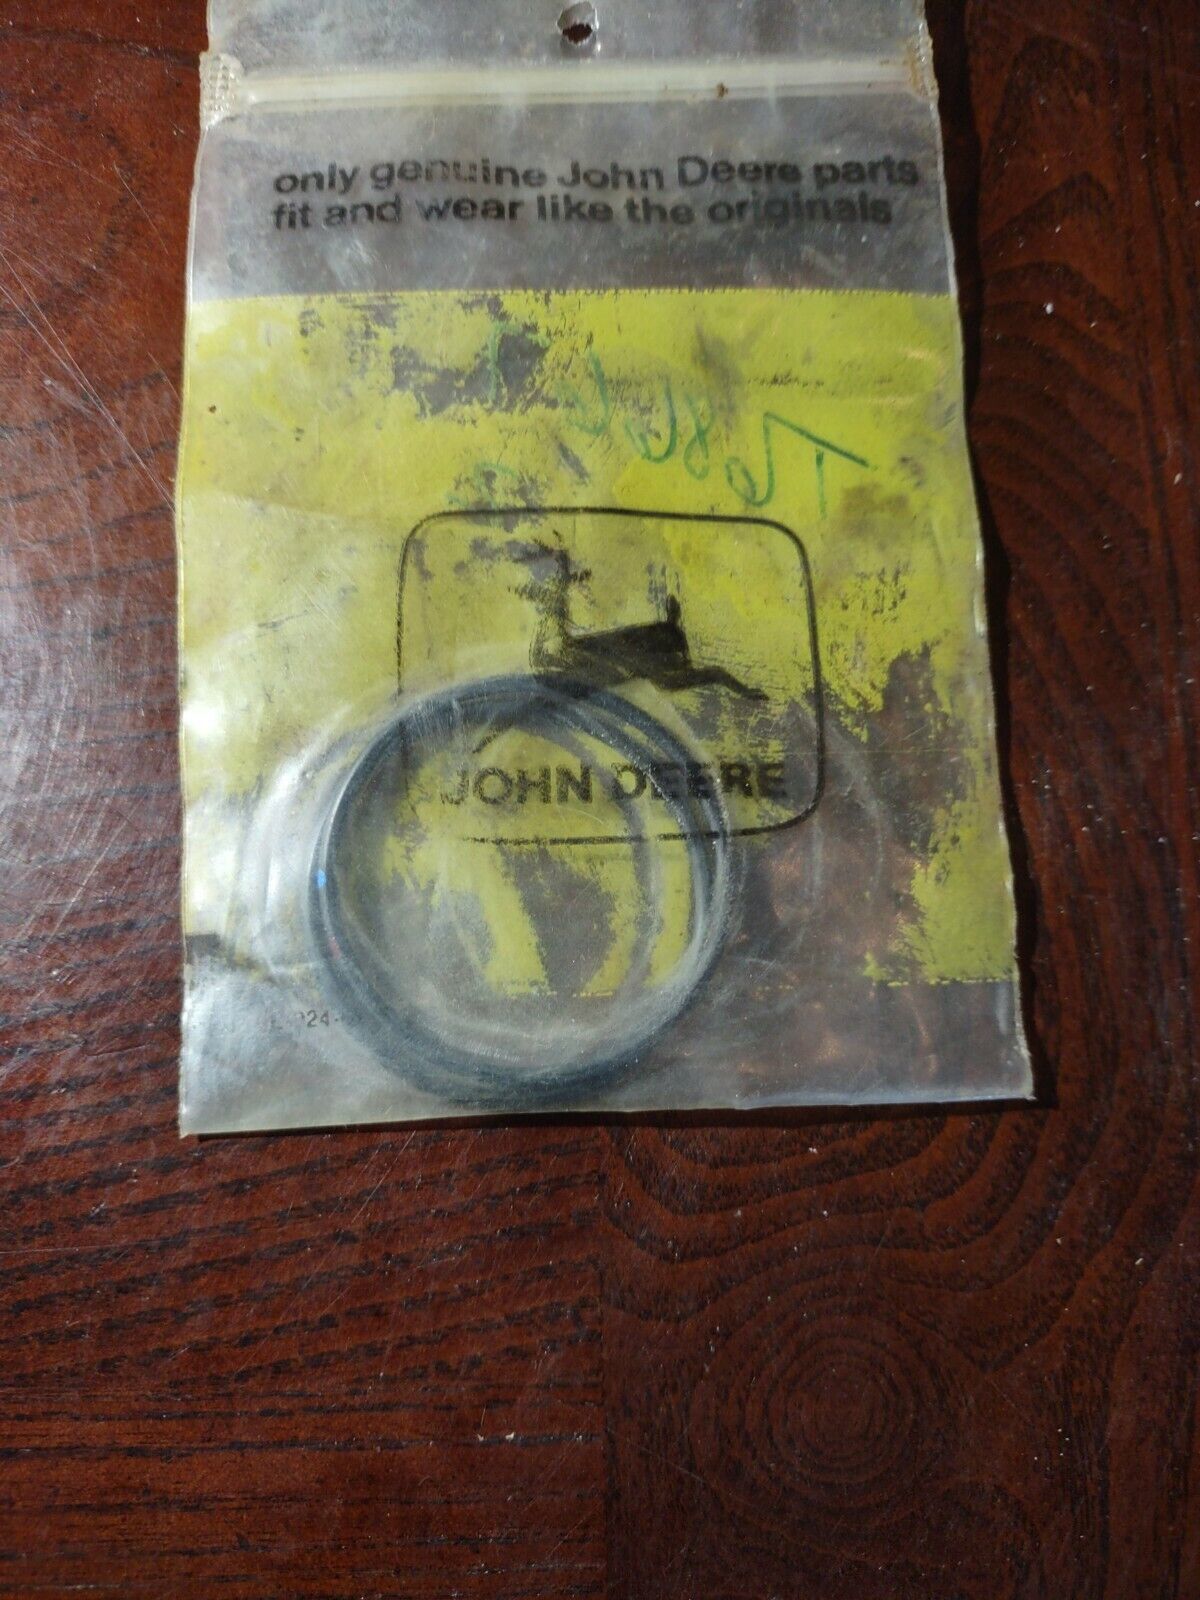 only genuine John Deere parts
fit and wear like the originals
JOHN DEERE